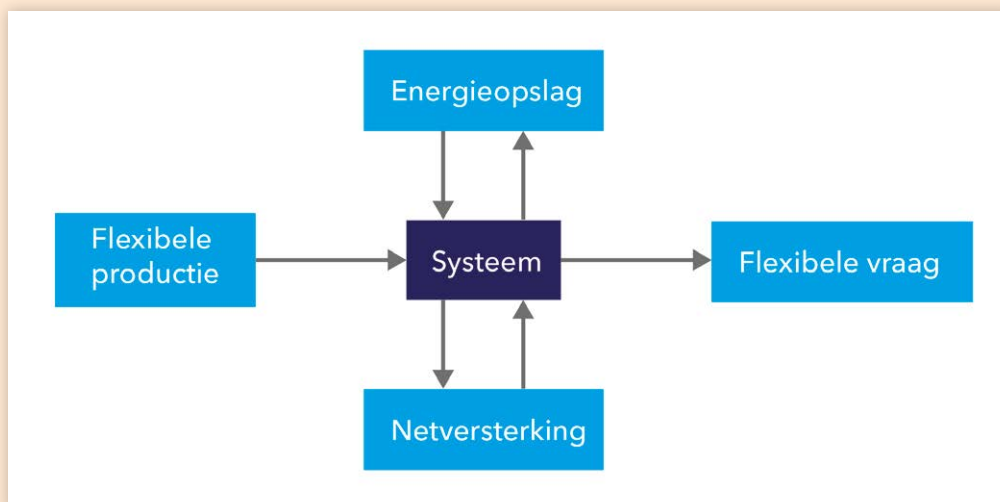 Energieopslag
Flexibele
productie
Systeem
Flexibele vraag
Netversterking